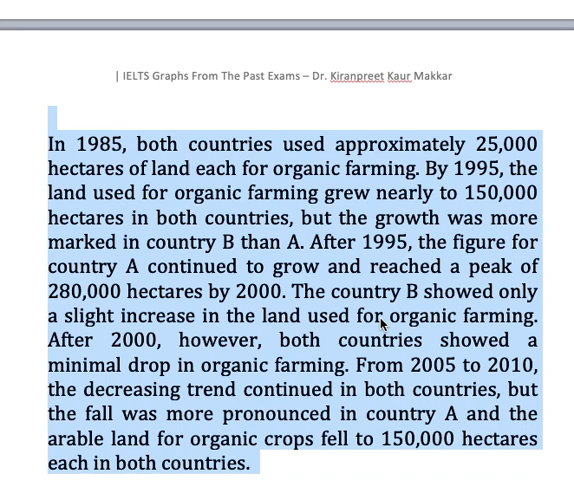 | IELTS Graphs From The Past Exams – Dr. Kiranpreet Kaur Makkar
In 1985, both countries used approximately 25,000
hectares of land each for organic farming. By 1995, the
land used for organic farming grew nearly to 150,000
hectares in both countries, but the growth was more
marked in country B than A. After 1995, the figure for
country A continued to grow and reached a peak of
280,000 hectares by 2000. The country B showed only
a slight increase in the land used for organic farming.
After 2000, however, both countries showed a
minimal drop in organic farming. From 2005 to 2010,
the decreasing trend continued in both countries, but
the fall was more pronounced in country A and the
arable land for organic crops fell to 150,000 hectares
each in both countries.